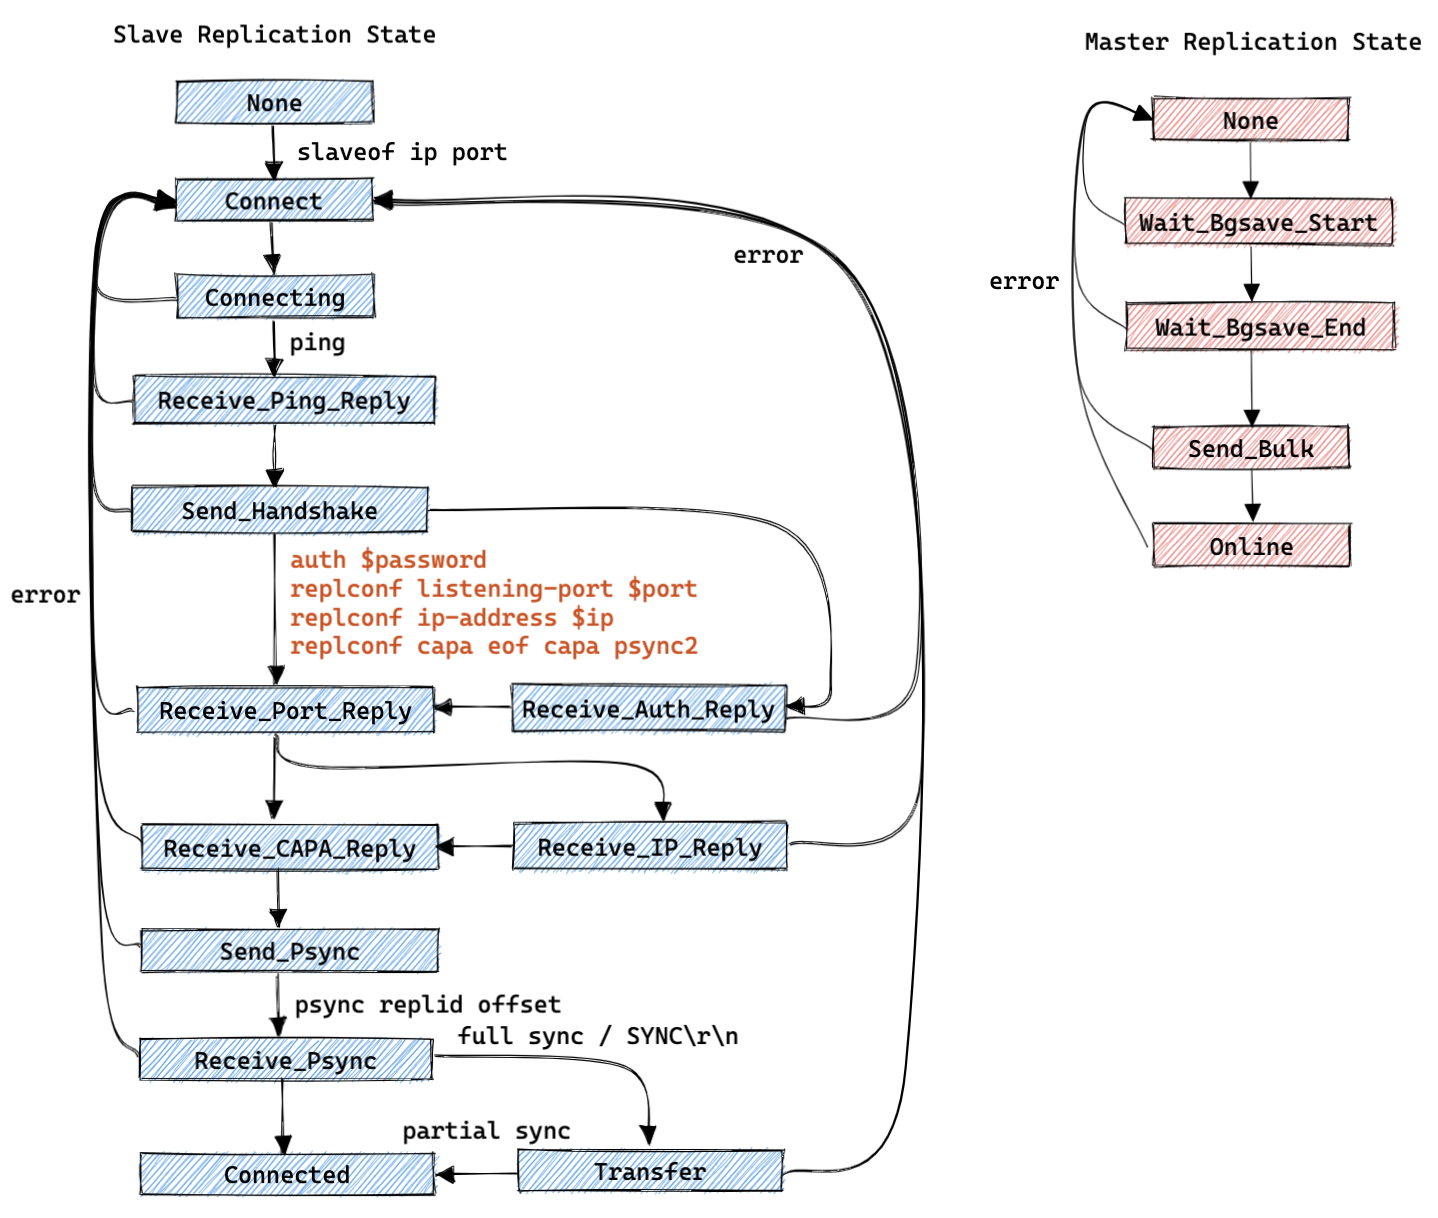 Slave Replication State
None
slaveof ip port
Connect
error
Connecting
ping
Receive_Ping_Reply
Send_Handshake
auth $password
replconf listening-port $port
replconf ip-address $ip
replconf capa eof capa psync2
error
Receive_Port_Reply
Receive_Auth_Reply
Receive_CAPA_Reply
Receive_IP_Reply
Send_Psync
psync replid offset
full sync / SYNC\r\n
Receive_Psync
partial sync
Connected
Transfer
Master Replication State
None
Wait_Bgsave_Start
error
Wait_Bgsave_End
Send_Bulk
Online